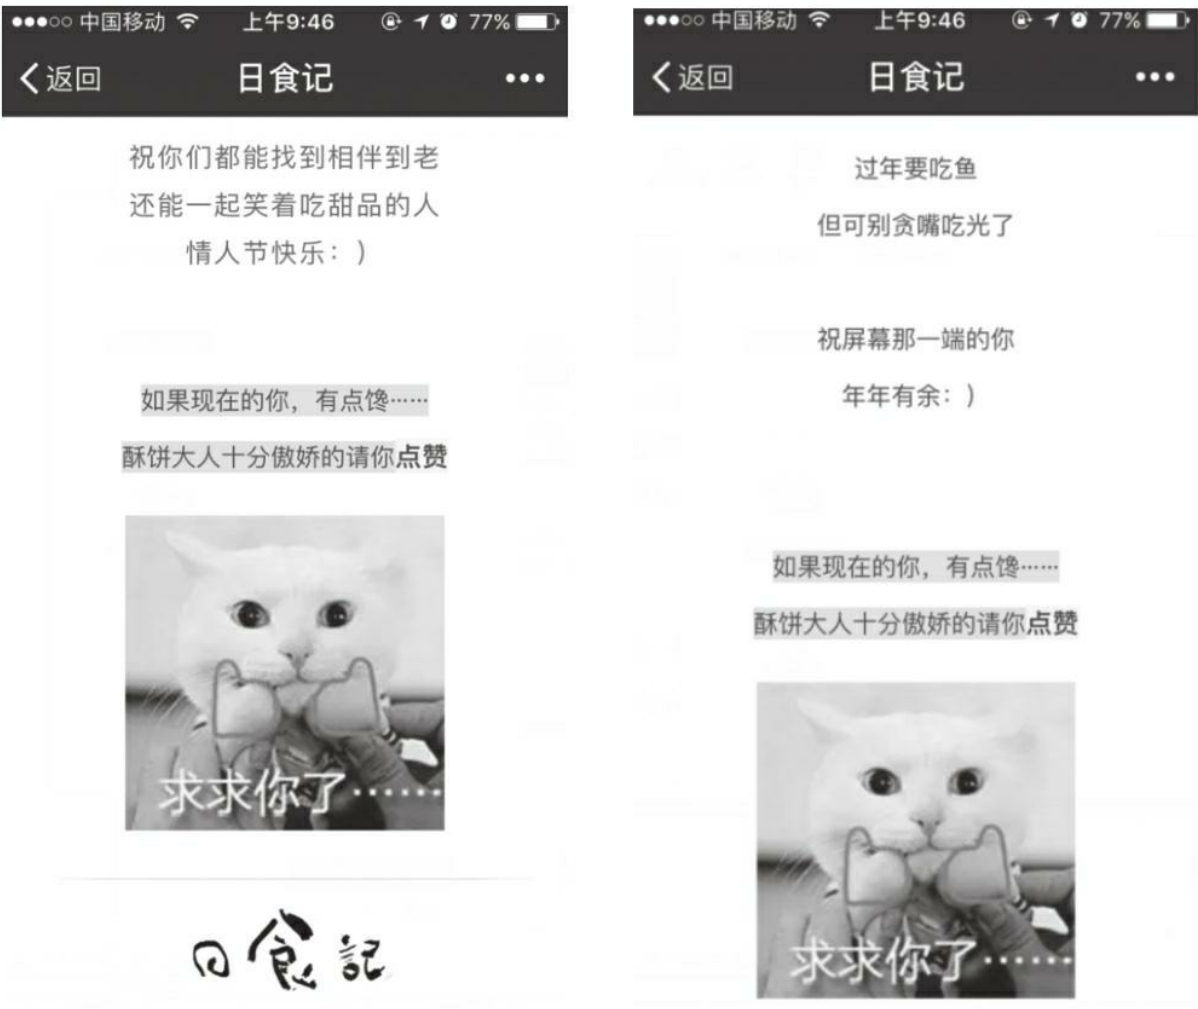 中国移动 上午9:46 77%
返回 日食记
祝你们都能找到相伴到老
还能一起笑着吃甜品的人
情人节快乐：）
如果现在的你，有点馋……
酥饼大人十分傲娇的请你点赞
求求你了……
日食記
中国移动 上午9:46 77%
返回 日食记
过年要吃鱼
但可别贪嘴吃光了
祝屏幕那一端的你
年年有余：）
如果现在的你，有点馋……
酥饼大人十分傲娇的请你点赞
求求你了……